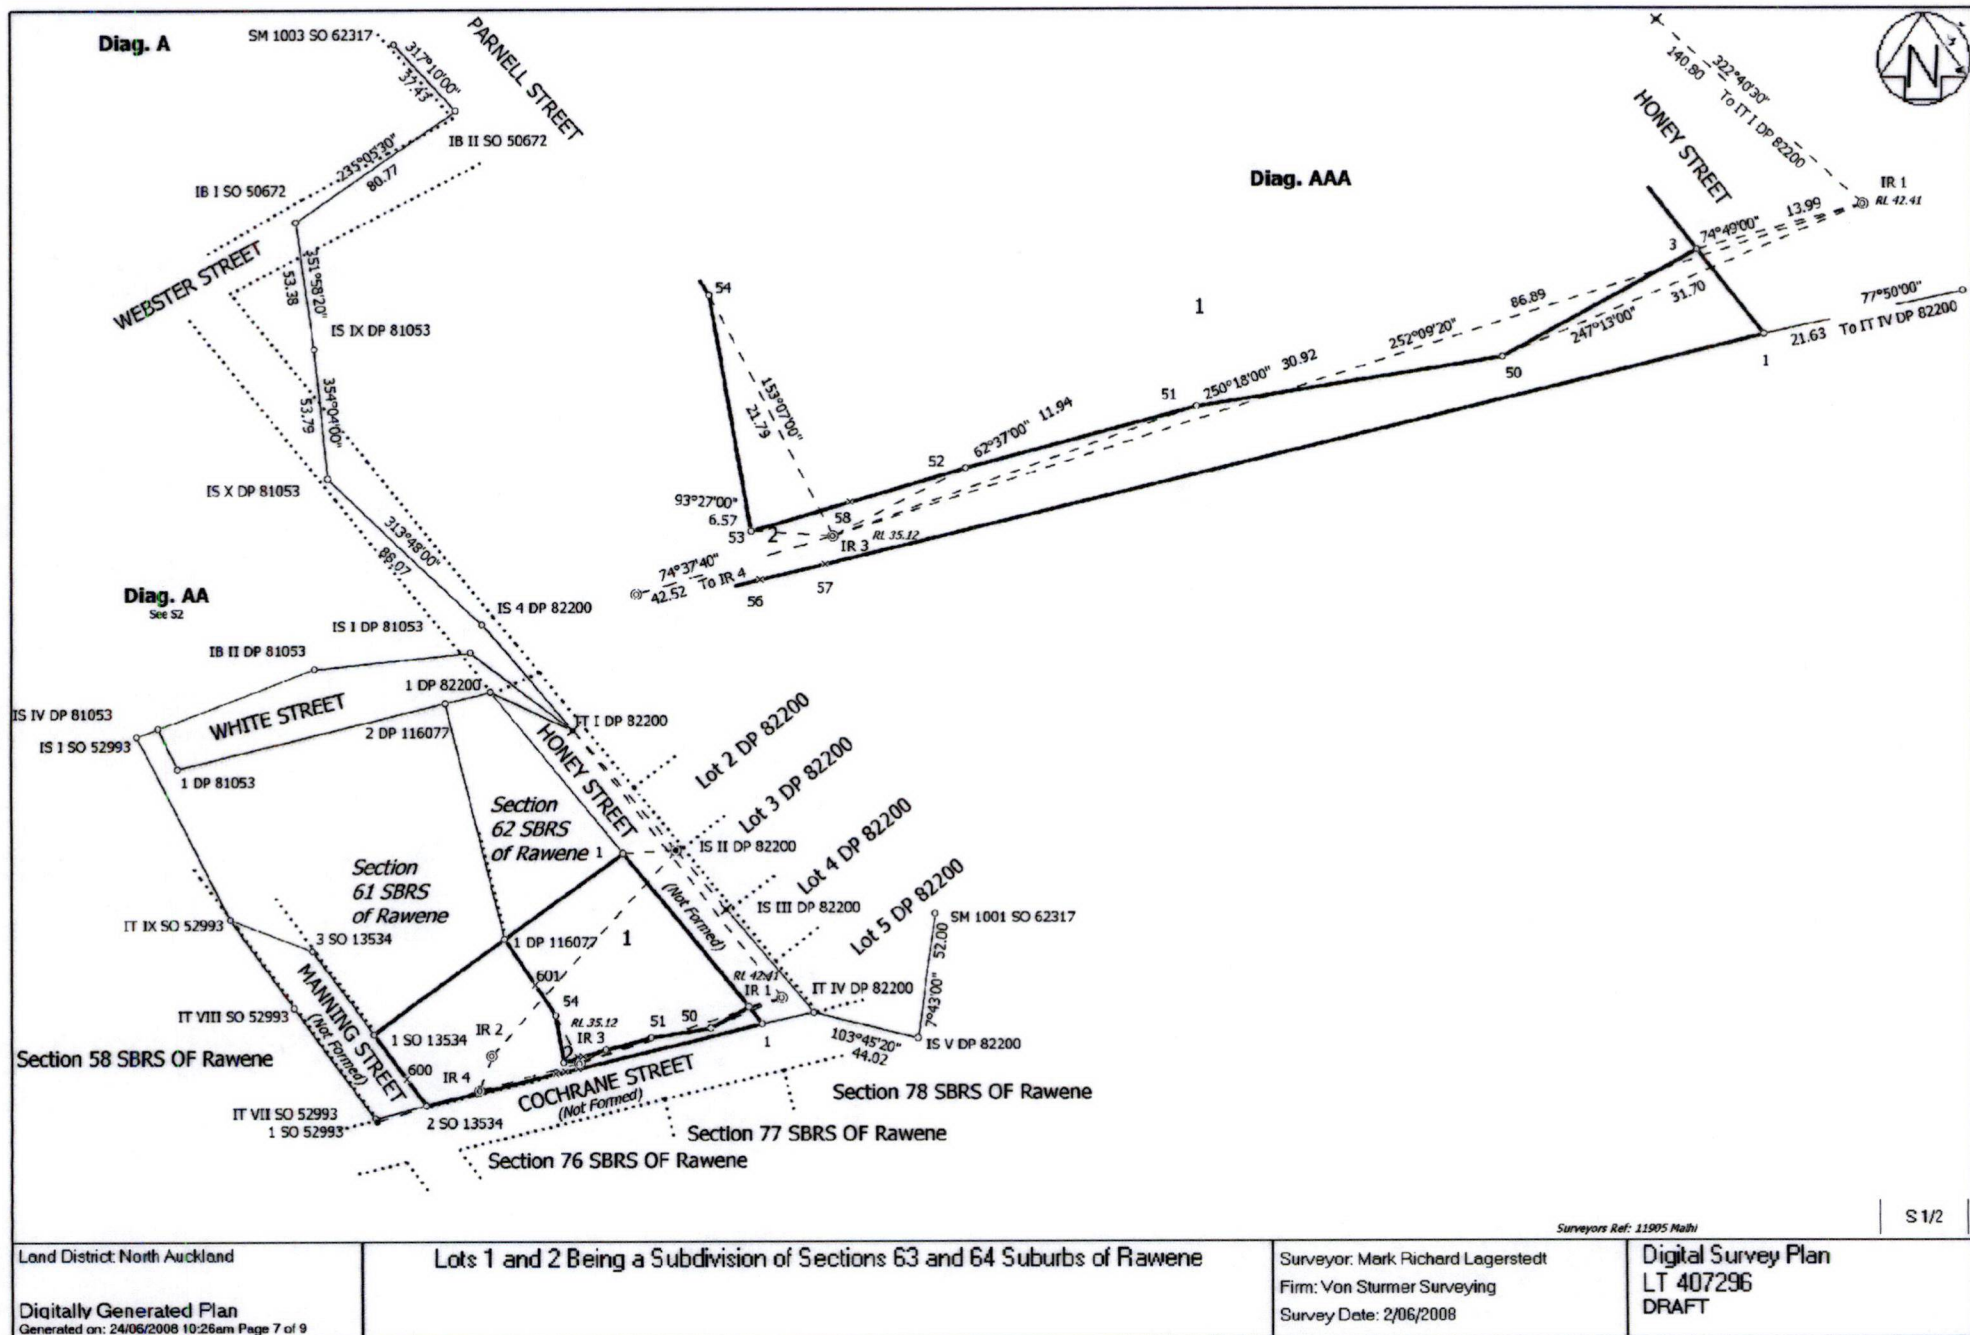 Diag. A
SM 1003 SO 62317
317°10'00"
37.43
PARNELL STREET
IB II SO 50672
235°05'30"
80.77
IB I SO 50672
WEBSTER STREET
351°58'20"
53.38
IS IX DP 81053
354°04'00"
53.79
IS X DP 81053
313°48'00"
86.07
Diag. AAA
322°40'30"
140.80
To IT I DP 82200
HONEY STREET
N
IR 1
RL 42.41
13.99
74°49'00"
3
31.70
247°13'00"
86.89
252°09'20"
77°50'00"
21.63
To IT IV DP 82200
1
1
50
30.92
250°18'00"
51
11.94
62°37'00"
52
54
153°07'00"
21.79
93°27'00"
6.57
53
2
58
IR 3
RL 35.12
74°37'40"
42.52
To IR 4
56
57
Diag. AA
See S2
IS 4 DP 82200
IS I DP 81053
IB II DP 81053
1 DP 82200
IS IV DP 81053
WHITE STREET
IS I SO 52993
2 DP 116077
IT I DP 82200
1 DP 81053
HONEY STREET
(Not Formed)
Lot 2 DP 82200
Lot 3 DP 82200
Lot 4 DP 82200
Lot 5 DP 82200
Section
62 SBRS
of Rawene
1
IS II DP 82200
Section
61 SBRS
of Rawene
IS III DP 82200
SM 1001 SO 62317
52.00
7°43'00"
IT IX SO 52993
3 SO 13534
1 DP 116077
1
601
RL 42.41
IR 1
IT IV DP 82200
MANNING STREET
(Not Formed)
IT VIII SO 52993
54
RL 35.12
51
50
IR 2
IR 3
1 SO 13534
2
1
103°45'20"
44.02
IS V DP 82200
Section 58 SBRS OF Rawene
600
IR 4
COCHRANE STREET
(Not Formed)
Section 78 SBRS OF Rawene
IT VII SO 52993
1 SO 52993
2 SO 13534
Section 77 SBRS OF Rawene
Section 76 SBRS OF Rawene
Surveyors Ref: 11905 Malhi
S 1/2
Land District: North Auckland
Digitally Generated Plan
Generated on: 24/06/2008 10:26am Page 7 of 9
Lots 1 and 2 Being a Subdivision of Sections 63 and 64 Suburbs of Rawene
Surveyor: Mark Richard Lagerstedt
Firm: Von Sturmer Surveying
Survey Date: 2/06/2008
Digital Survey Plan
LT 407296
DRAFT